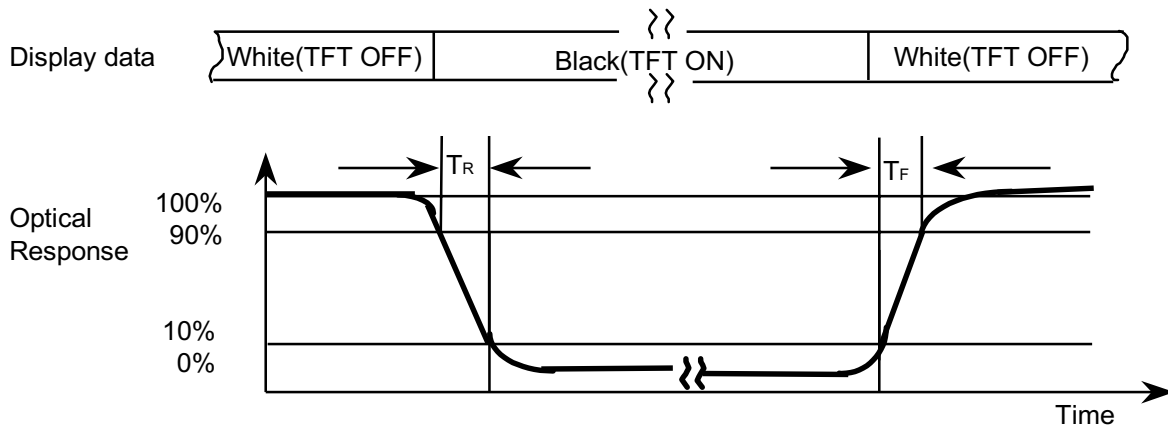 Display data
White(TFT OFF)
Black(TFT ON)
White(TFT OFF)
TR
TF
Optical
Response
100%
90%
10%
0%
Time